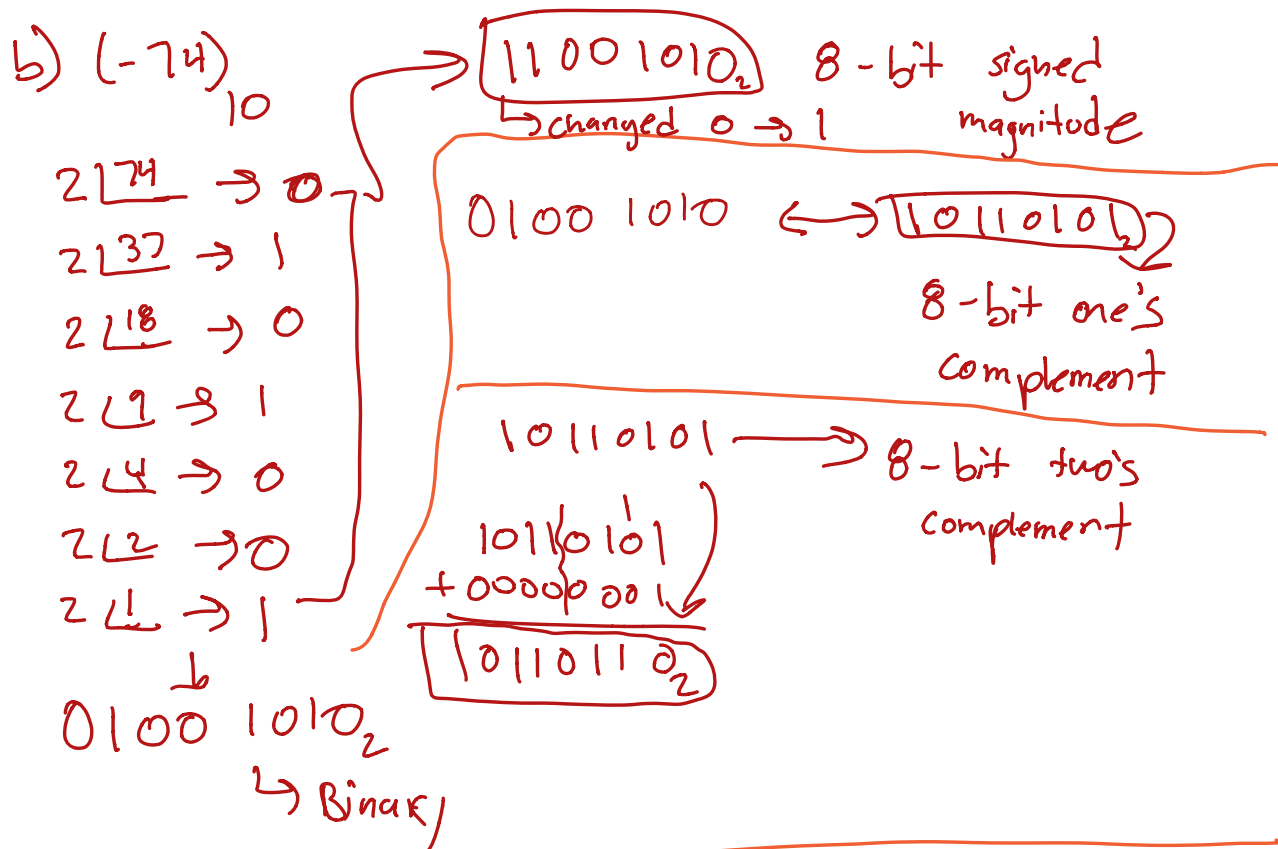 b) (-74)₁₀
2 74 → 0
2 37 → 1
2 18 → 0
2 9 → 1
2 4 → 0
2 2 → 0
2 1 → 1
0100 1010₂
↳ Binary
11001010₂ 8-bit signed magnitude
↳ changed 0 → 1
0100 1010 ↔ 10110101₂
8-bit one's
complement
10110101 → 8-bit two's
complement
1
10110101
+00000001
10110110₂